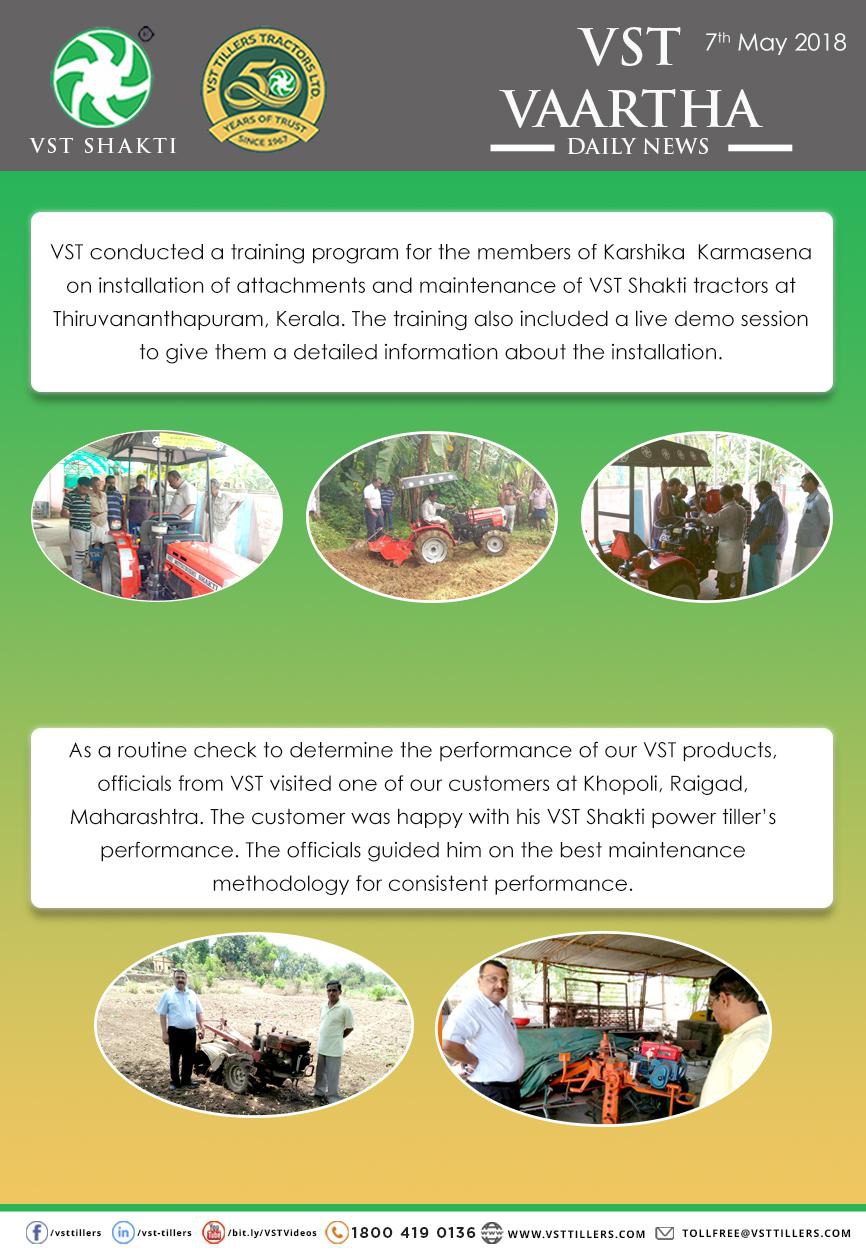 VST SHAKTI
VST TILLERS TRACTORS LTD.
50
YEARS OF TRUST
SINCE 1967
VST
VAARTHA
DAILY NEWS
7th May 2018
VST conducted a training program for the members of Karshika Karmasena
on installation of attachments and maintenance of VST Shakti tractors at
Thiruvananthapuram, Kerala. The training also included a live demo session
to give them a detailed information about the installation.
As a routine check to determine the performance of our VST products,
officials from VST visited one of our customers at Khopoli, Raigad,
Maharashtra. The customer was happy with his VST Shakti power tiller’s
performance. The officials guided him on the best maintenance
methodology for consistent performance.
/vsttillers /vst-tillers /bit.ly/VSTVideos 1800 419 0136 WWW.VSTTILLERS.COM TOLLFREE@VSTTILLERS.COM